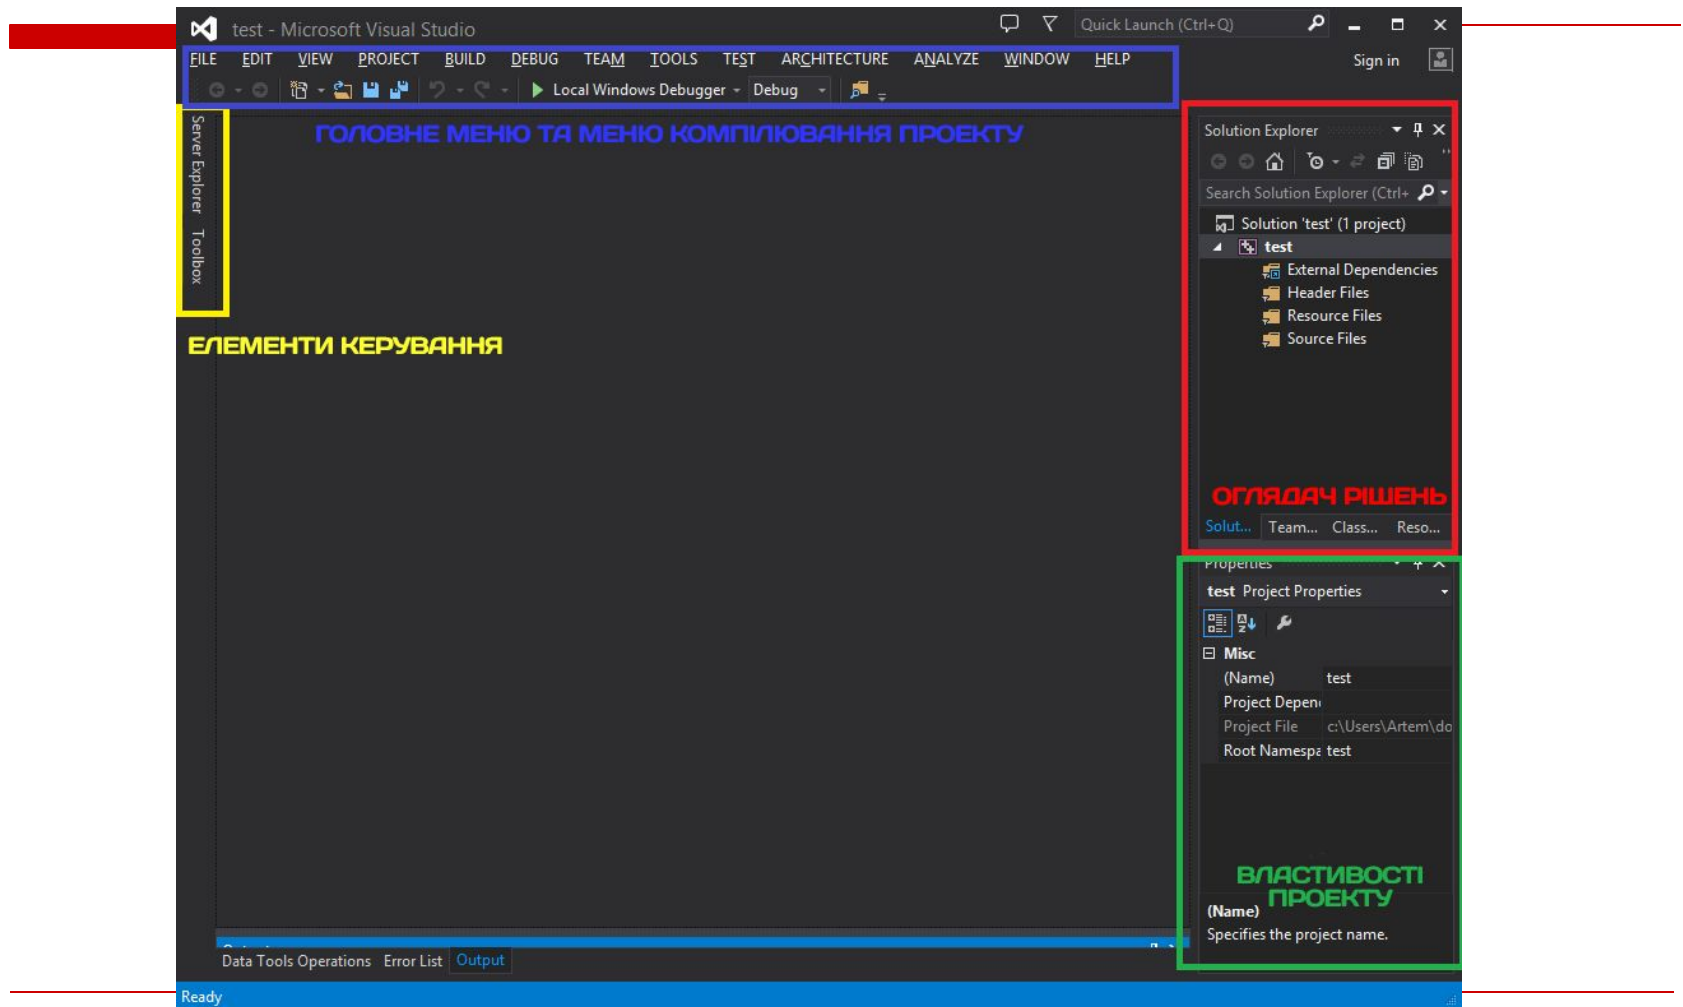 test - Microsoft Visual Studio
Quick Launch (Ctrl+Q)
FILE EDIT VIEW PROJECT BUILD DEBUG TEAM TOOLS TEST ARCHITECTURE ANALYZE WINDOW HELP
Sign in
Local Windows Debugger Debug
Server Explorer
Toolbox
ГОЛОВНЕ МЕНЮ ТА МЕНЮ КОМПІЛЮВАННЯ ПРОЕКТУ
ЕЛЕМЕНТИ КЕРУВАННЯ
Solution Explorer
Search Solution Explorer (Ctrl+
Solution 'test' (1 project)
test
External Dependencies
Header Files
Resource Files
Source Files
ОГЛЯДАЧ РІШЕНЬ
Solut... Team... Class... Reso...
Properties
test Project Properties
Misc
(Name) test
Project Depen
Project File c:\Users\Artem\do
Root Namespa test
ВЛАСТИВОСТІ
ПРОЕКТУ
(Name)
Specifies the project name.
Data Tools Operations Error List Output
Ready